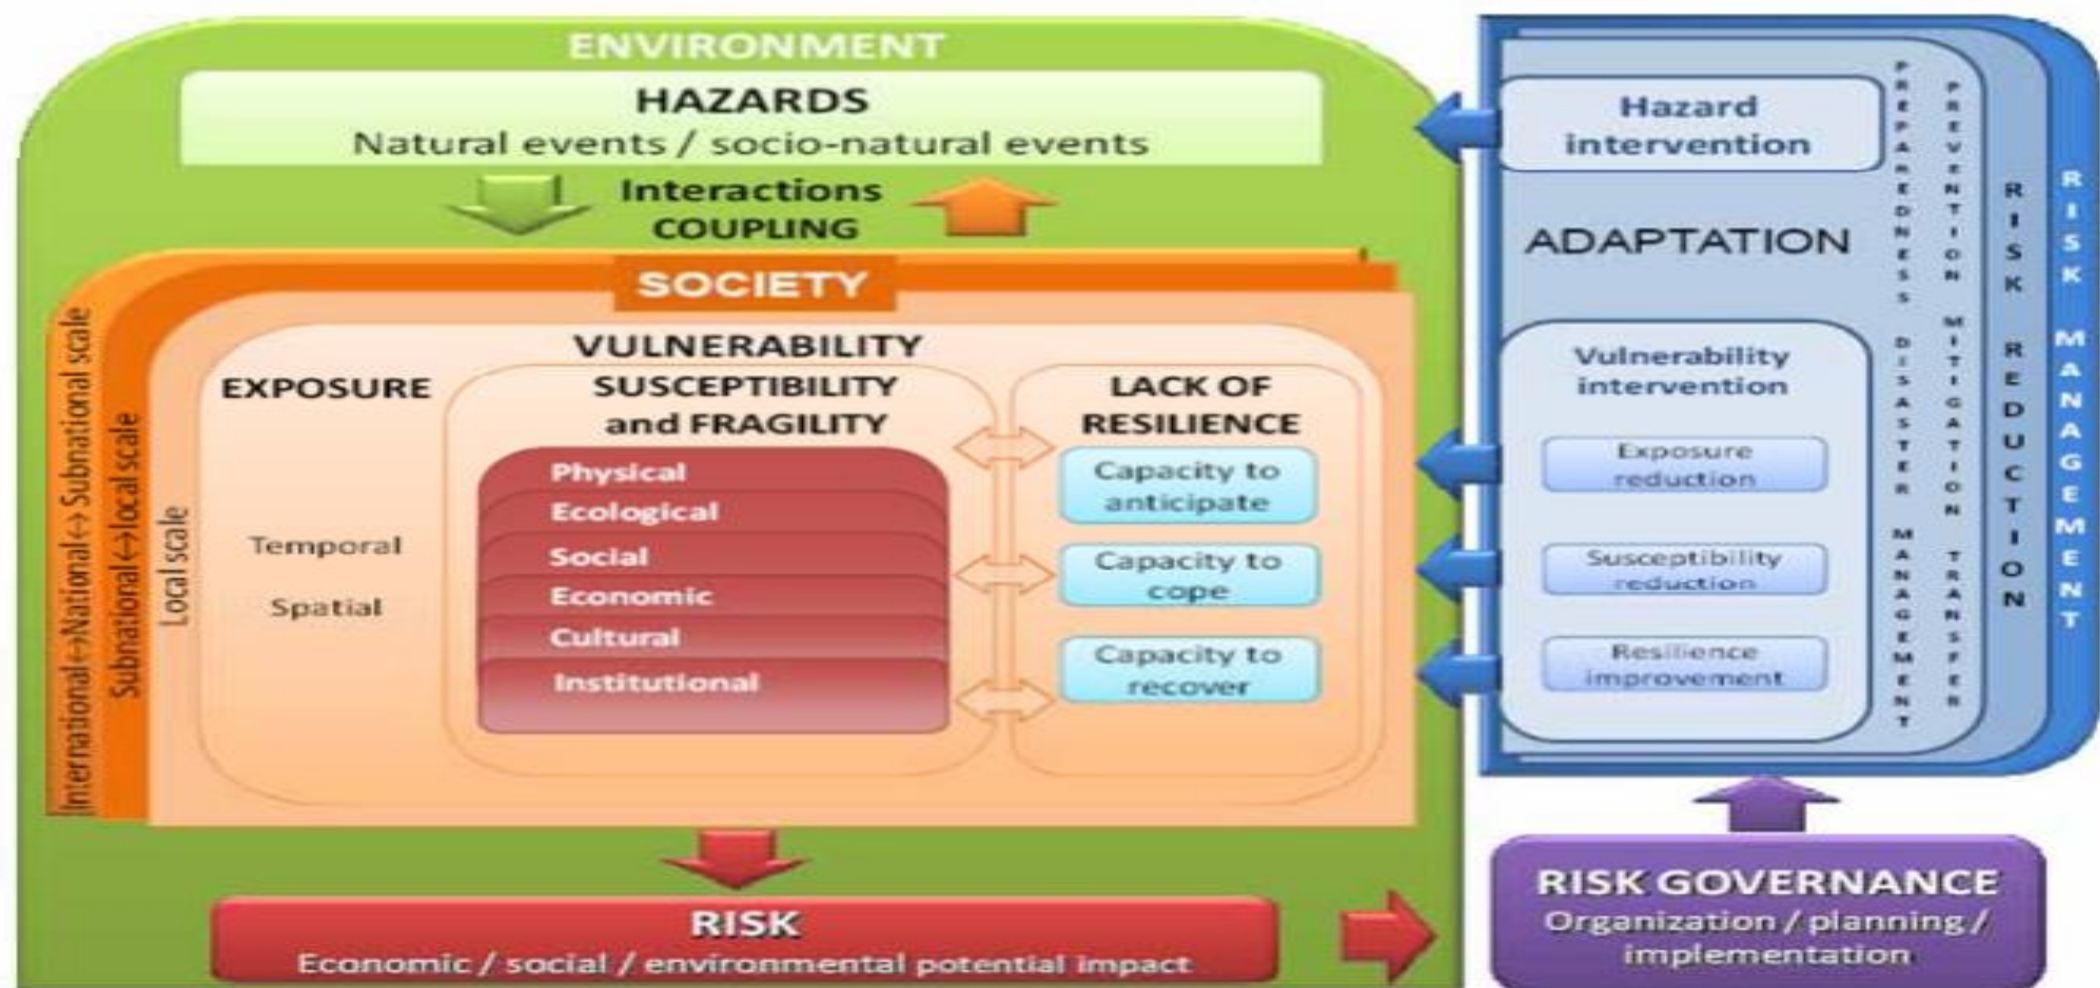 ENVIRONMENT
HAZARDS
Natural events / socio-natural events
Interactions
COUPLING
SOCIETY
International↔National↔Subnational scale
Subnational↔local scale
Local scale
VULNERABILITY
EXPOSURE
Temporal
Spatial
SUSCEPTIBILITY
and FRAGILITY
Physical
Ecological
Social
Economic
Cultural
Institutional
LACK OF
RESILIENCE
Capacity to
anticipate
Capacity to
cope
Capacity to
recover
RISK
Economic / social / environmental potential impact
Hazard
intervention
ADAPTATION
Vulnerability
intervention
Exposure
reduction
Susceptibility
reduction
Resilience
improvement
PREPAREDNESS DISASTER MANAGEMENT
PREVENTION MITIGATION TRANSFER
RISK REDUCTION
RISK MANAGEMENT
RISK GOVERNANCE
Organization / planning /
implementation